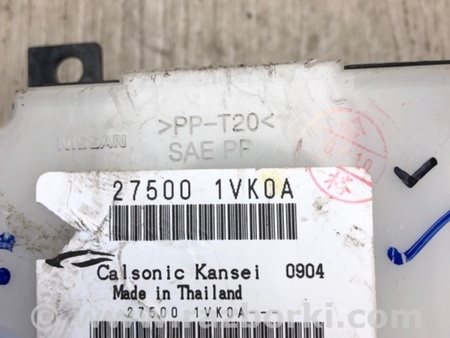 >PP-T20<
NISSAN
SAE PP
27500 1VK0A
Calsonic Kansei 0904
Made in Thailand
27500 1VK0A